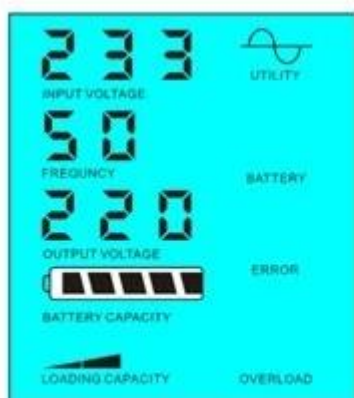 233
INPUT VOLTAGE
UTILITY
50
FREQUNCY
BATTERY
220
OUTPUT VOLTAGE
ERROR
BATTERY CAPACITY
LOADING CAPACITY
OVERLOAD